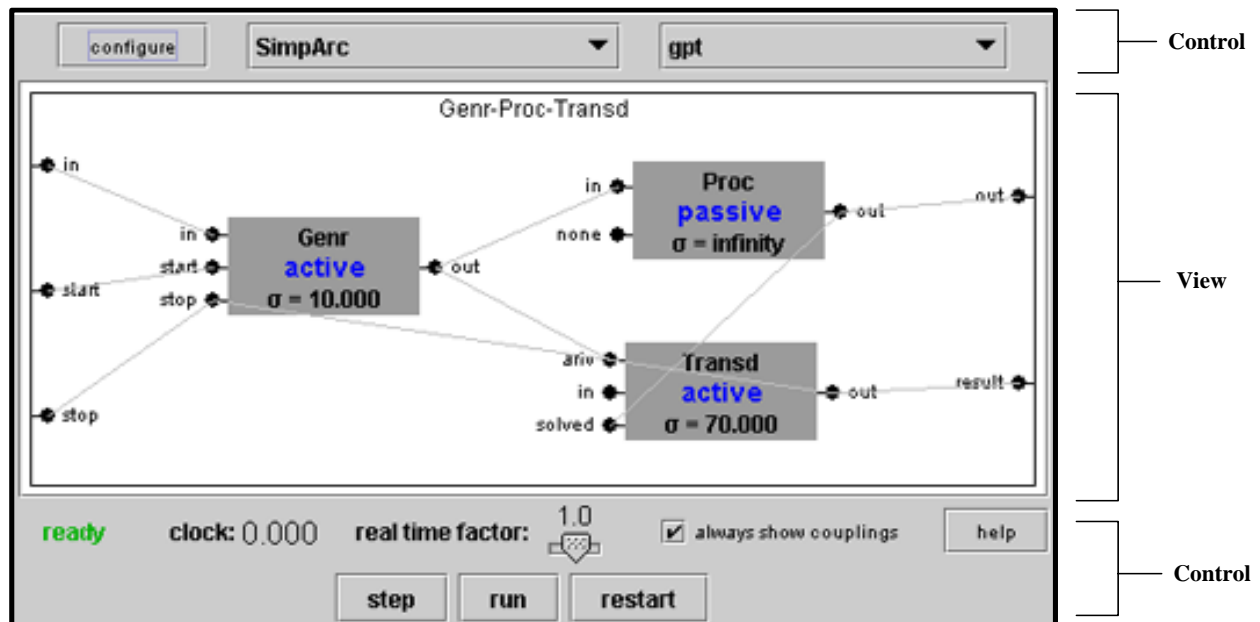 configure SimpArc gpt Control
Genr-Proc-Transd
in
in
Proc
out
in
Genr
passive
out
none
σ = infinity
start
start
active
out
View
stop
σ = 10.000
ariv
Transd
result
in
active
out
stop
solved
σ = 70.000
ready clock: 0.000 real time factor: 1.0 always show couplings help
Control
step run restart